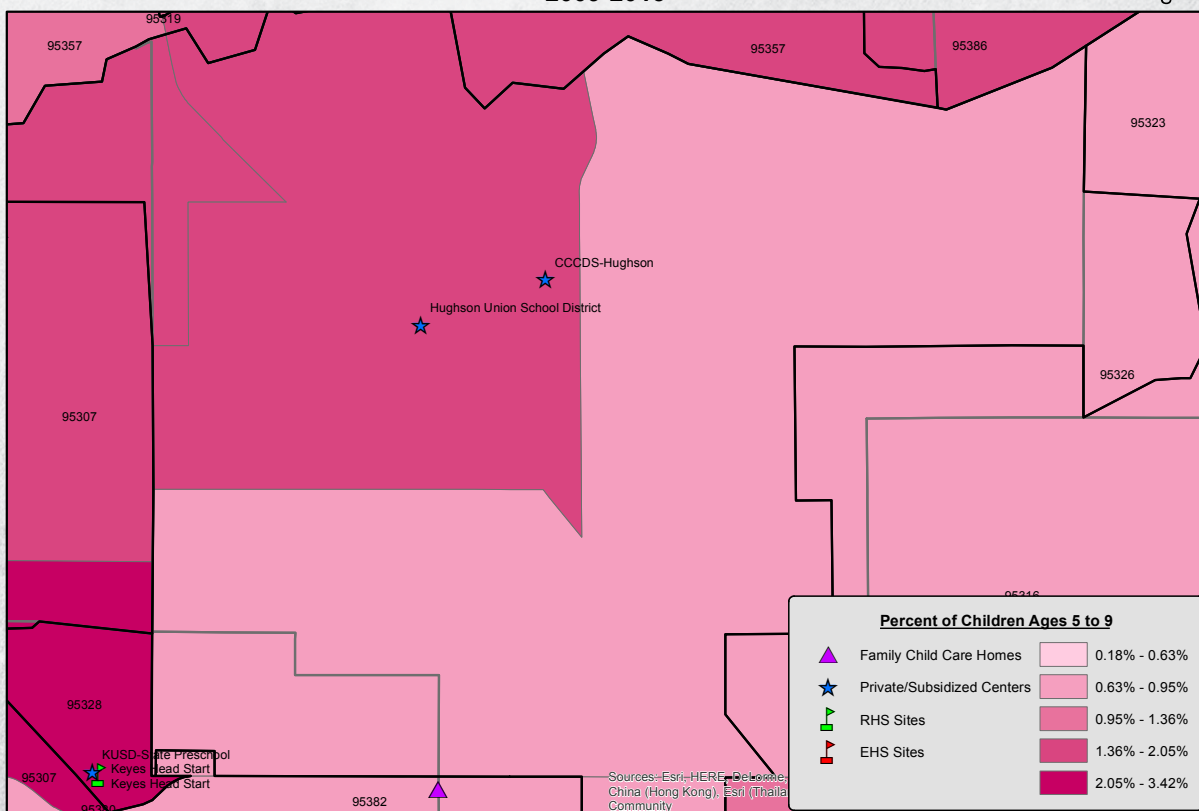 95319
95357
95357
95386
95323
CCCDS-Hughson
Hughson Union School District
95326
95307
95328
KUSD-State Preschool
Keyes Head Start
Keyes Head Start
95307
95382
Sources: Esri, HERE, DeLorme,
China (Hong Kong), Esri (Thaila
Community
Percent of Children Ages 5 to 9
Family Child Care Homes
0.18% - 0.63%
Private/Subsidized Centers
0.63% - 0.95%
RHS Sites
0.95% - 1.36%
EHS Sites
1.36% - 2.05%
2.05% - 3.42%